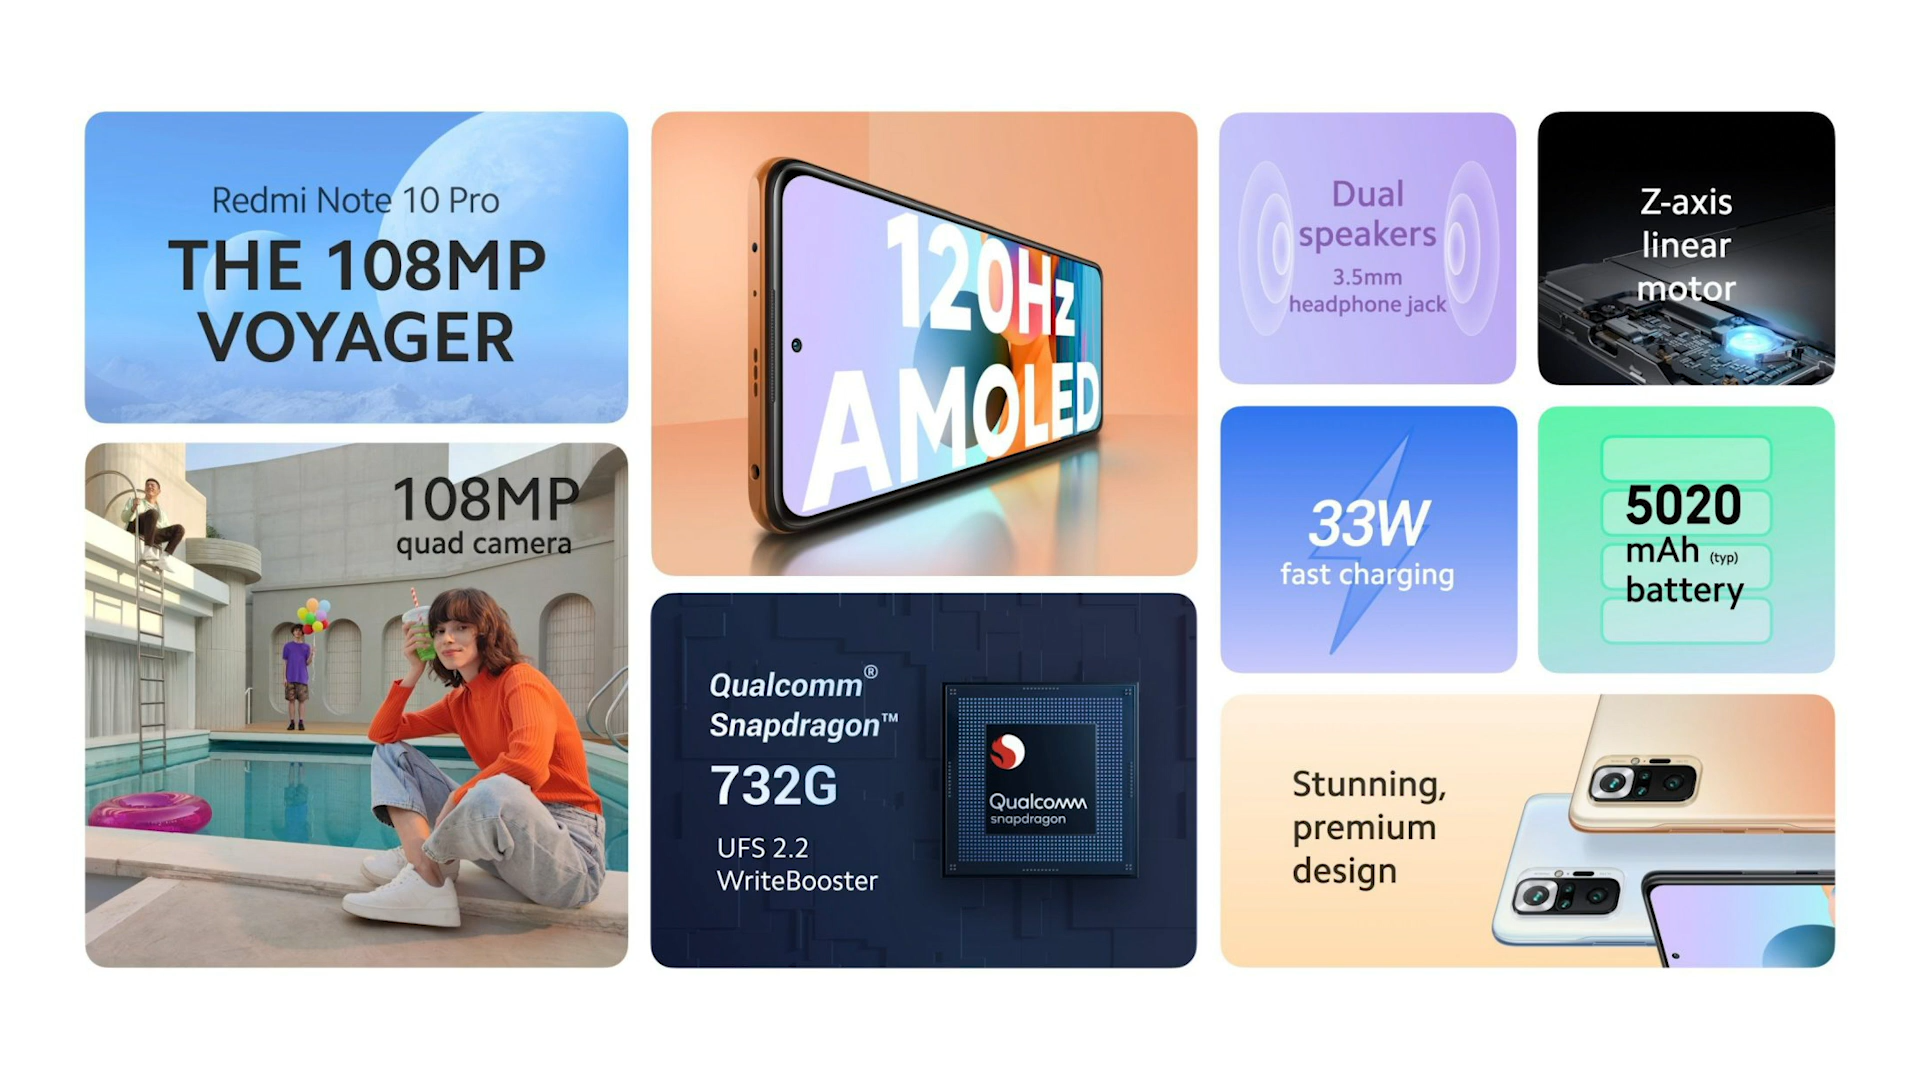 Redmi Note 10 Pro
THE 108MP
VOYAGER
108MP
quad camera
120Hz
AMOLED
Qualcomm®
Snapdragon™
732G
UFS 2.2
WriteBooster
Qualcomm
snapdragon
Dual
speakers
3.5mm
headphone jack
Z-axis
linear
motor
33W
fast charging
5020
mAh (typ)
battery
Stunning,
premium
design